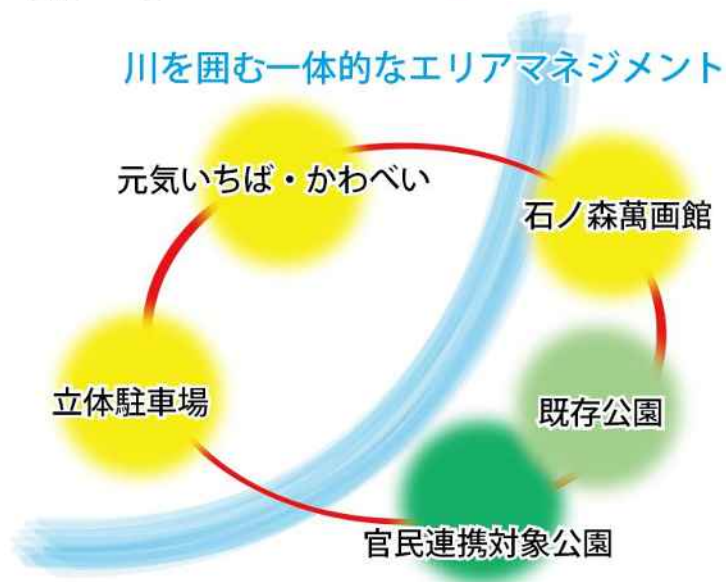 川を囲む一体的なエリアマネジメント
元気いちば・かわべい
石ノ森萬画館
立体駐車場
既存公園
官民連携対象公園